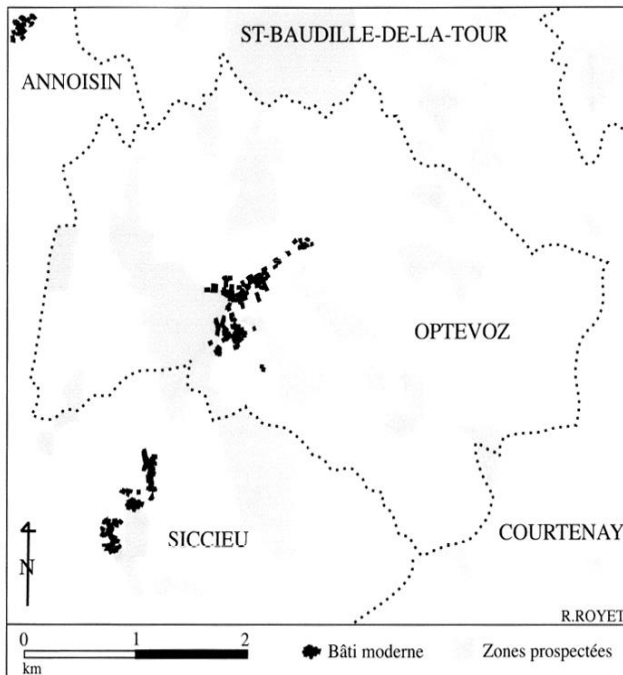 ST-BAUDILLE-DE-LA-TOUR
ANNOISIN
OPTEVOZ
SICCIEU
COURTENAY
N
R.ROYET
0 1 2
km
Bâti moderne
Zones prospectées